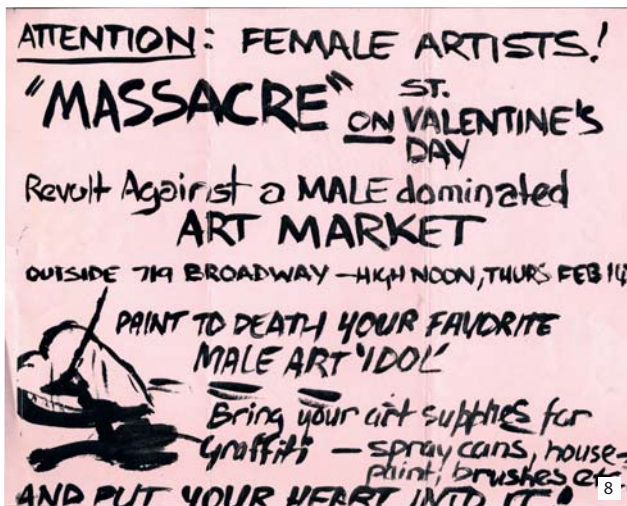 ATTENTION: FEMALE ARTISTS!
"MASSACRE" ON ST. VALENTINE'S DAY
Revolt Against a MALE dominated
ART MARKET
OUTSIDE 719 BROADWAY — HIGH NOON, THURS FEB 14
PAINT TO DEATH YOUR FAVORITE
MALE ART 'IDOL'
Bring your art supplies for
graffiti — spray cans, house-
paint, brushes etc.
AND PUT YOUR HEART INTO IT!
8